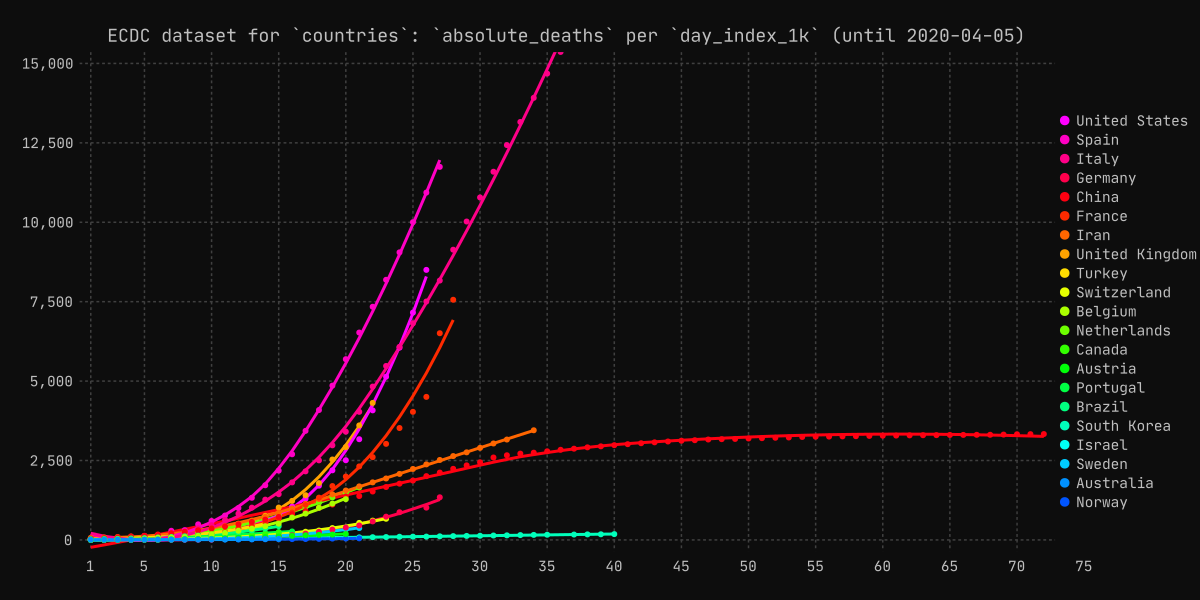 ECDC dataset for `countries`: `absolute_deaths` per `day_index_1k` (until 2020-04-05)
15,000
12,500
10,000
7,500
5,000
2,500
0
1 5 10 15 20 25 30 35 40 45 50 55 60 65 70 75
United States
Spain
Italy
Germany
China
France
Iran
United Kingdom
Turkey
Switzerland
Belgium
Netherlands
Canada
Austria
Portugal
Brazil
South Korea
Israel
Sweden
Australia
Norway